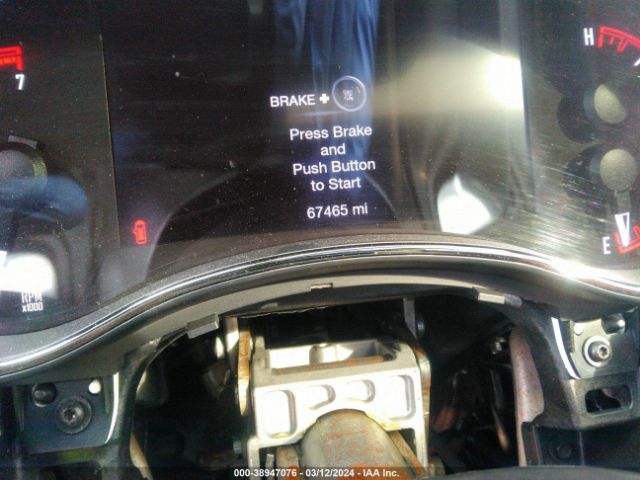 H
7
BRAKE +
Press Brake
and
Push Button
to Start
67465 mi
E
RPM
x1000
000-38947076 - 03/12/2024 - IAA Inc.